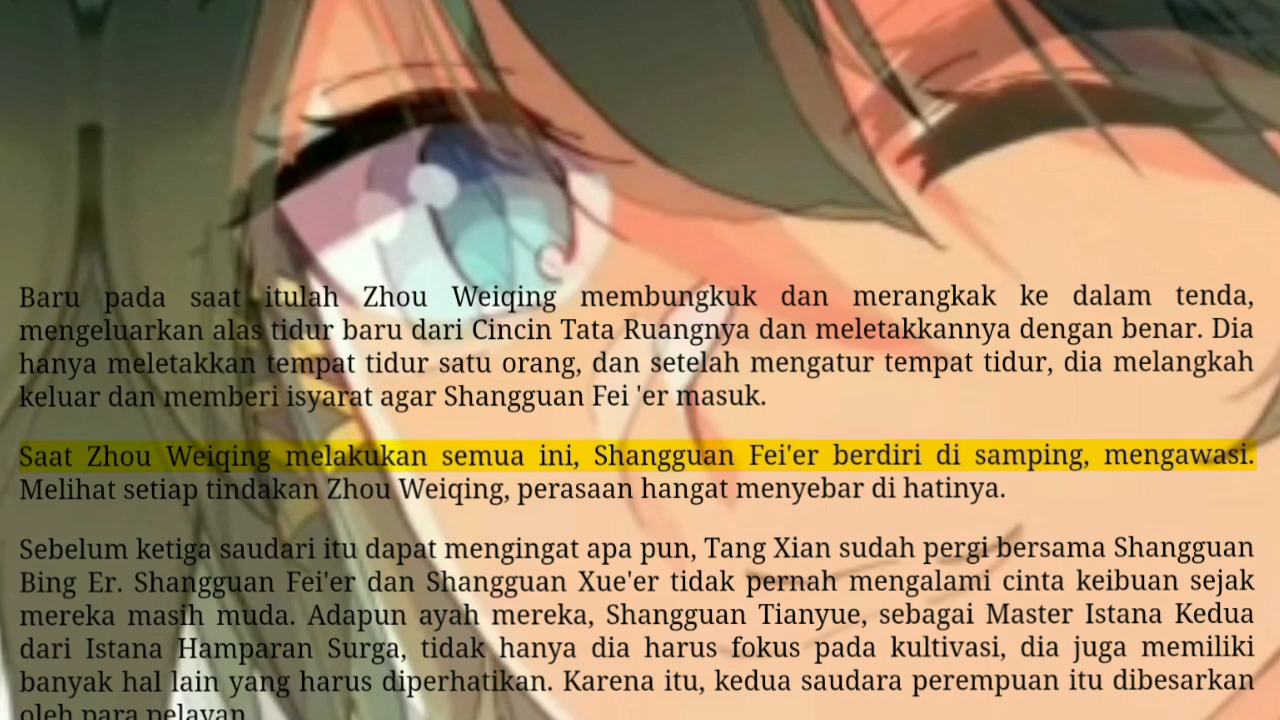 Baru pada saat itulah Zhou Weiqing membungkuk dan merangkak ke dalam tenda,
mengeluarkan alas tidur baru dari Cincin Tata Ruangnya dan meletakkannya dengan benar. Dia
hanya meletakkan tempat tidur satu orang, dan setelah mengatur tempat tidur, dia melangkah
keluar dan memberi isyarat agar Shangguan Fei 'er masuk.
Saat Zhou Weiqing melakukan semua ini, Shangguan Fei'er berdiri di samping, mengawasi.
Melihat setiap tindakan Zhou Weiqing, perasaan hangat menyebar di hatinya.
Sebelum ketiga saudari itu dapat mengingat apa pun, Tang Xian sudah pergi bersama Shangguan
Bing Er. Shangguan Fei'er dan Shangguan Xue'er tidak pernah mengalami cinta keibuan sejak
mereka masih muda. Adapun ayah mereka, Shangguan Tianyue, sebagai Master Istana Kedua
dari Istana Hamparan Surga, tidak hanya dia harus fokus pada kultivasi, dia juga memiliki
banyak hal lain yang harus diperhatikan. Karena itu, kedua saudara perempuan itu dibesarkan
oleh para pelayan